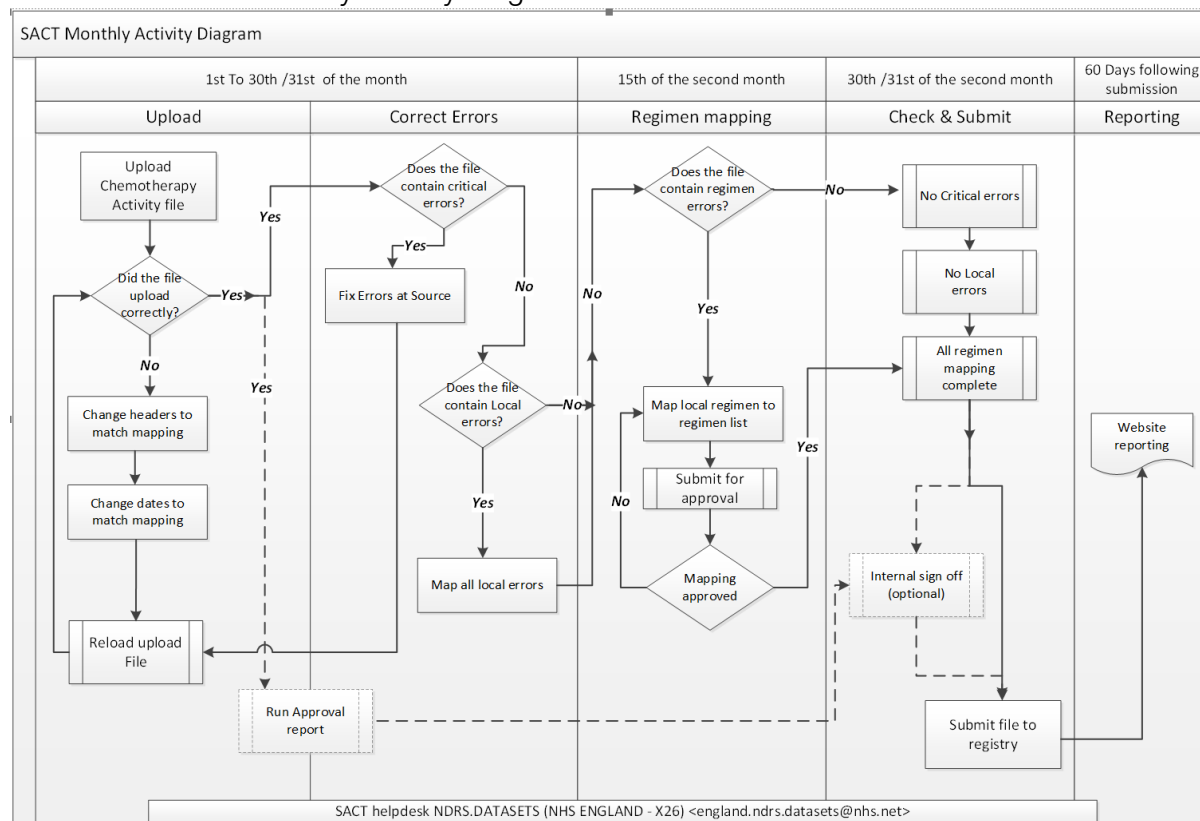 SACT Monthly Activity Diagram
1st To 30th /31st of the month
15th of the second month
30th /31st of the second month
60 Days following
submission
Upload
Correct Errors
Regimen mapping
Check & Submit
Reporting
Upload
Chemotherapy
Activity file
Did the file
upload
correctly?
Yes
No
Change headers to
match mapping
Change dates to
match mapping
Reload upload
File
Yes
Yes
Run Approval
report
Does the file
contain critical
errors?
Yes
Fix Errors at Source
No
Does the file
contain Local
errors?
No
Yes
Map all local errors
No
Does the file
contain regimen
errors?
No
Yes
Map local regimen to
regimen list
Submit for
approval
No
Mapping
approved
Yes
No Critical errors
No Local
errors
All regimen
mapping
complete
Internal sign off
(optional)
Submit file to
registry
Website
reporting
SACT helpdesk NDRS.DATASETS (NHS ENGLAND - X26) <england.ndrs.datasets@nhs.net>